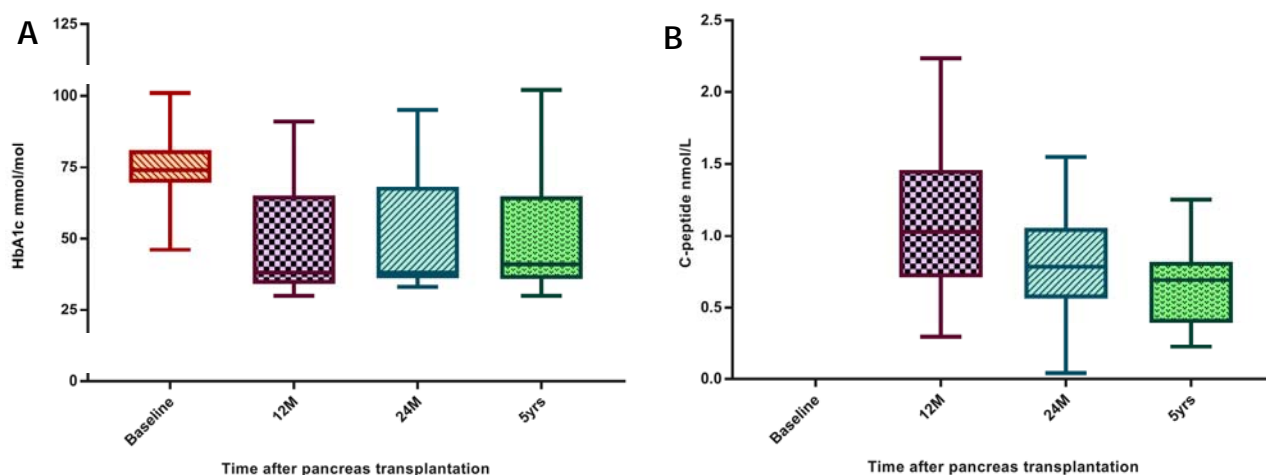 A
HbA1c mmol/mol
125
100
75
50
25
0
Baseline
12M
24M
5yrs
Time after pancreas transplantation
B
C-peptide nmol/L
2.5
2.0
1.5
1.0
0.5
0.0
Baseline
12M
24M
5yrs
Time after pancreas transplantation